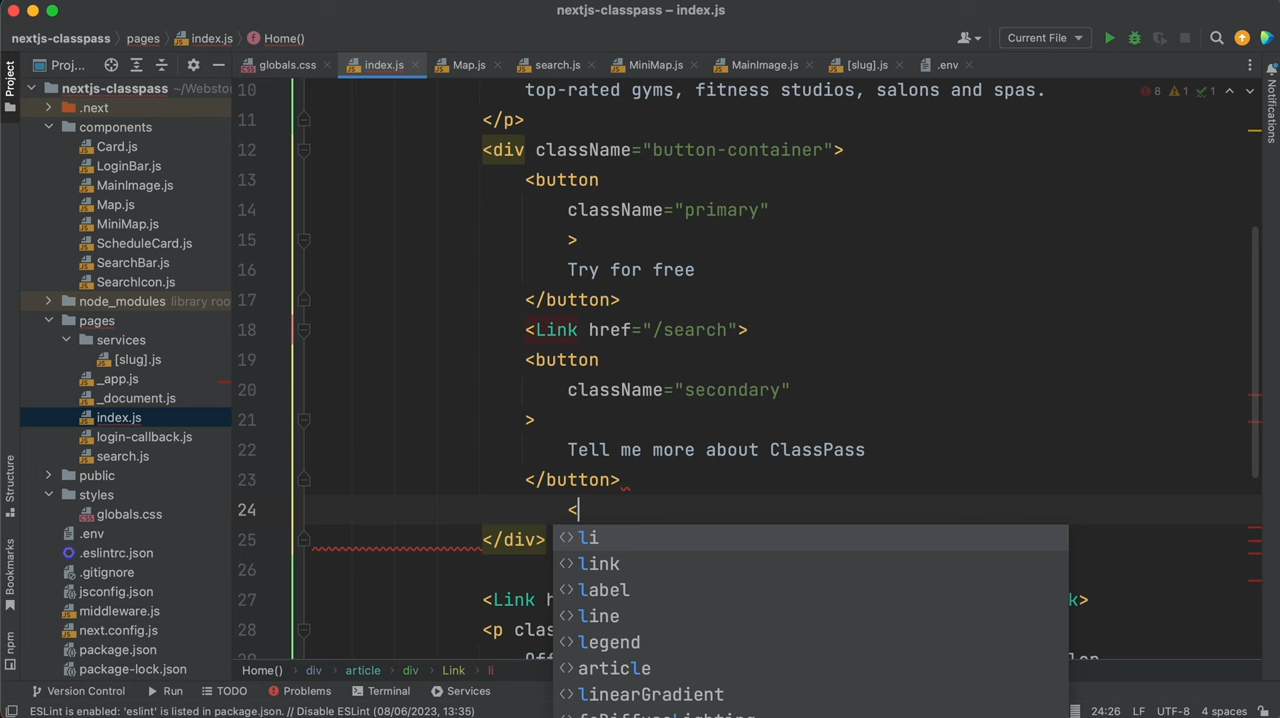 nextjs-classpass – index.js
nextjs-classpass pages index.js Home() Current File
Project Proj... globals.css index.js Map.js search.js MiniMap.js MainImage.js [slug].js .env
nextjs-classpass ~/Websto
.next
components
Card.js
LoginBar.js
MainImage.js
Map.js
MiniMap.js
ScheduleCard.js
SearchBar.js
SearchIcon.js
node_modules library roo
pages
services
[slug].js
_app.js
_document.js
index.js
login-callback.js
search.js
public
styles
globals.css
.env
.eslintrc.json
.gitignore
jsconfig.json
middleware.js
next.config.js
package.json
package-lock.json
Structure
Bookmarks
npm
Notifications
8 1 1
10 top-rated gyms, fitness studios, salons and spas.
11 </p>
12 <div className="button-container">
13 <button
14 className="primary"
15 >
16 Try for free
17 </button>
18 <Link href="/search">
19 <button
20 className="secondary"
21 >
22 Tell me more about ClassPass
23 </button>
24 <
25 </div>
26
27 <Link h k>
28 <p clas
li
link
label
line
legend
article
linearGradient
Home() div article div Link li
Version Control Run TODO Problems Terminal Services
ESLint is enabled: 'eslint' is listed in package.json. // Disable ESLint (08/06/2023, 13:35) 24:26 LF UTF-8 4 spaces